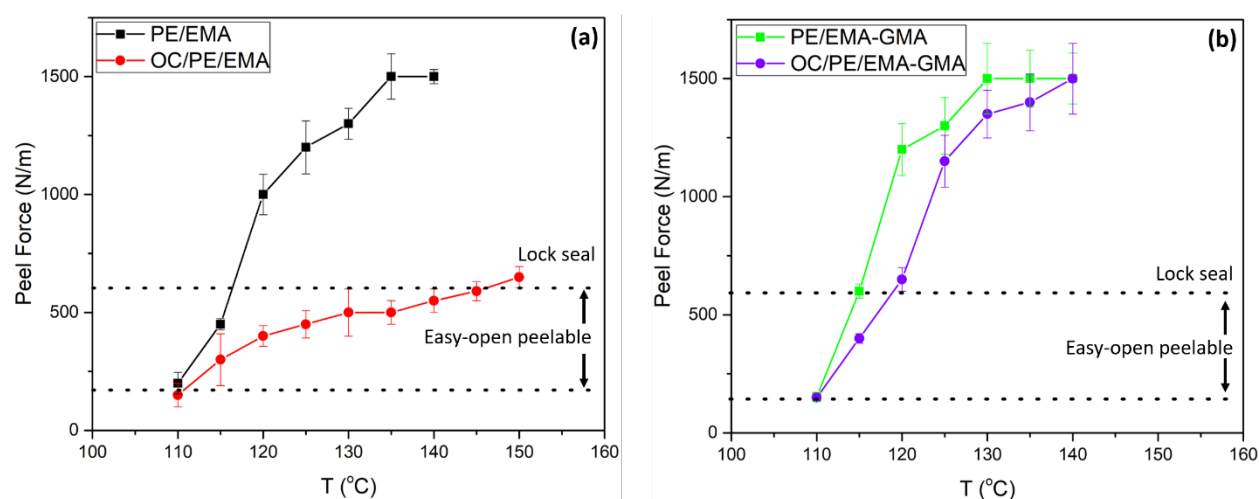 PE/EMA
OC/PE/EMA
(a)
1500
1000
500
0
Peel Force (N/m)
Lock seal
Easy-open peelable
100
110
120
130
140
150
160
T (°C)
PE/EMA-GMA
OC/PE/EMA-GMA
(b)
1500
1000
500
0
Peel Force (N/m)
Lock seal
Easy-open peelable
100
110
120
130
140
150
160
T (°C)